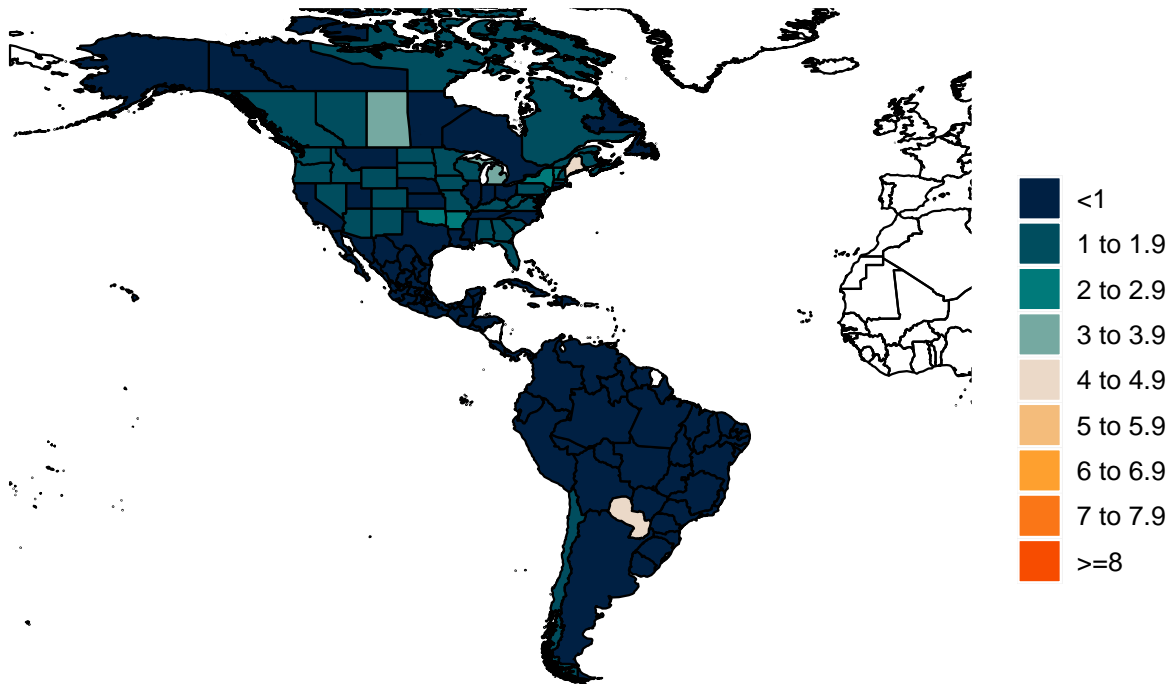 <1
1 to 1.9
2 to 2.9
3 to 3.9
4 to 4.9
5 to 5.9
6 to 6.9
7 to 7.9
>=8